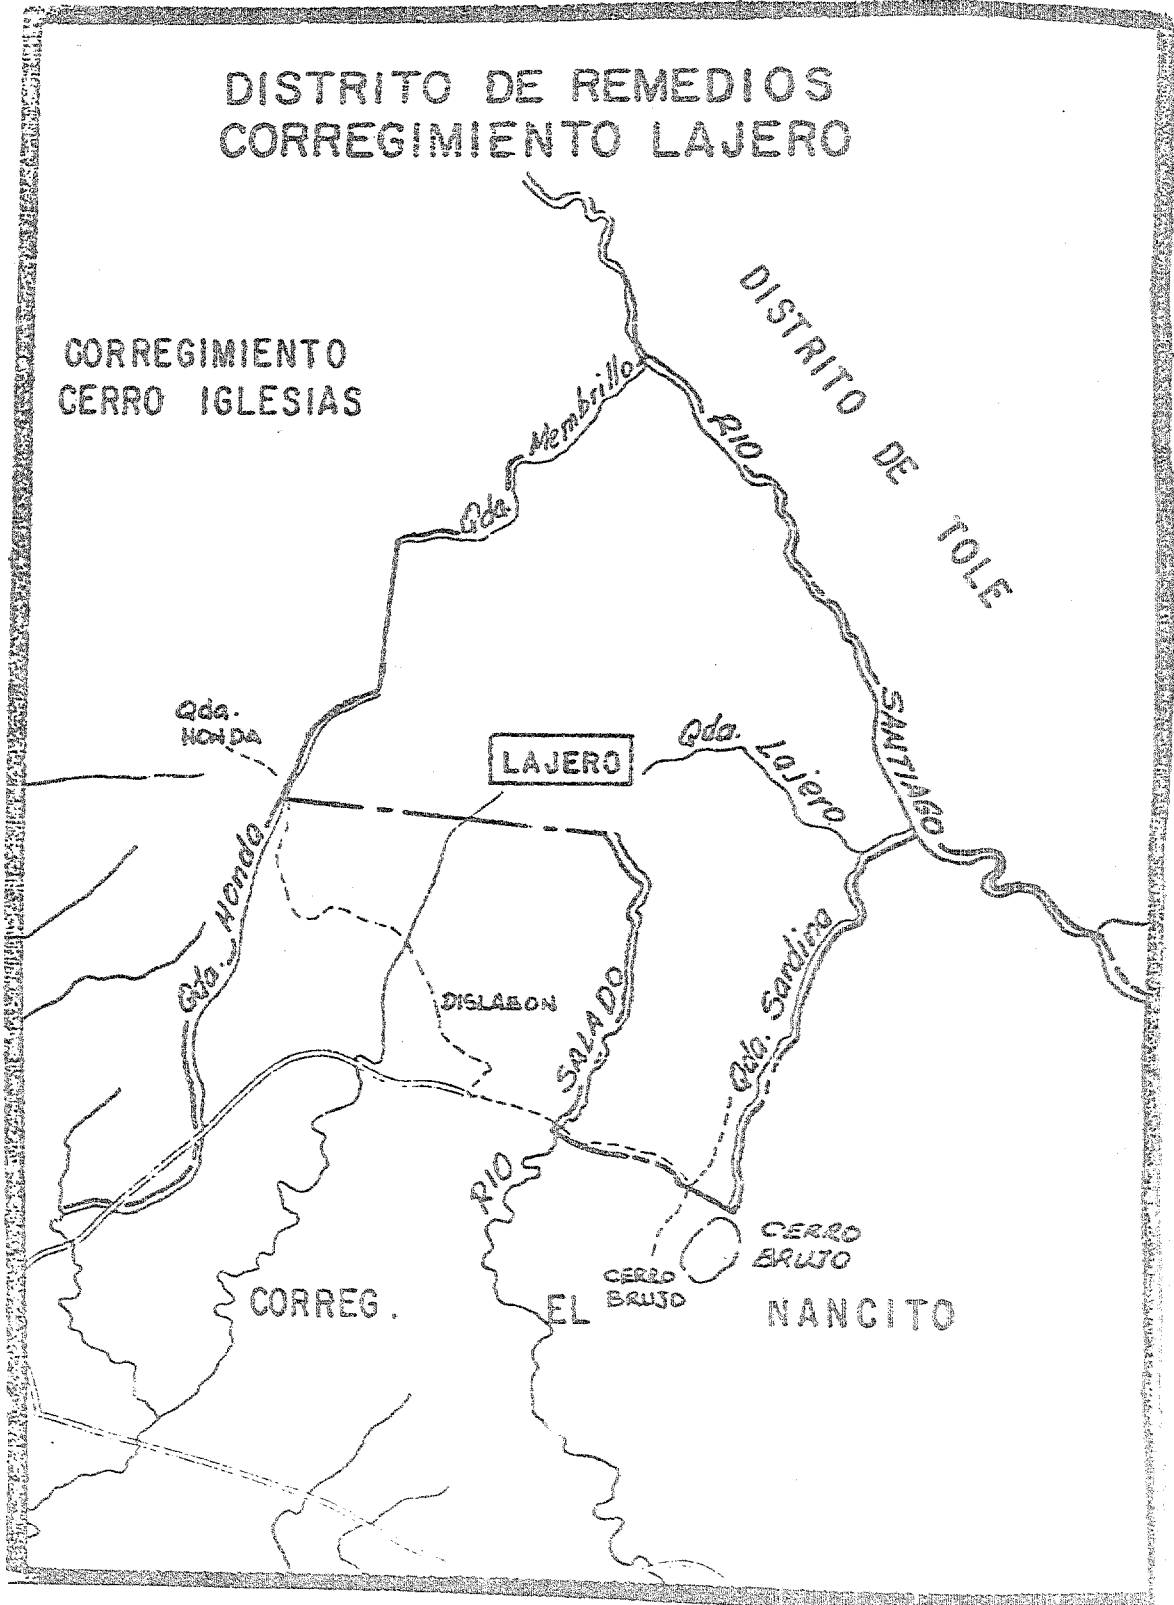 DISTRITO DE REMEDIOS
CORREGIMIENTO LAJERO
DISTRITO DE TOLE
CORREGIMIENTO
CERRO IGLESIAS
Qda. Membrillo
RIO SANTIAGO
Qda.
HONDA
LAJERO
Qda. Lajero
Qda. Hondo
Qda. Sardina
DISLABON
RIO SALADO
CERRO
BRUJO
CERRO
BRUJO
CORREG. EL NANCITO